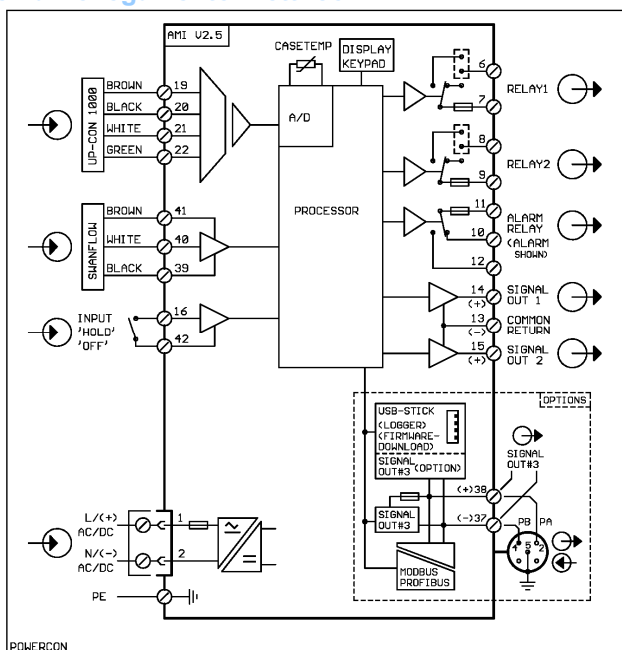 AMI V2.5
CASETEMP
DISPLAY
KEYPAD
A/D
PROCESSOR
UP-CON 1000
BROWN 19
BLACK 20
WHITE 21
GREEN 22
SWANFLOW
BROWN 41
WHITE 40
BLACK 39
INPUT
'HOLD'
'OFF'
16
42
6
RELAY1
7
8
RELAY2
9
11
ALARM
RELAY
10
(ALARM
SHOWN)
12
14 SIGNAL
(+) OUT 1
13 COMMON
(-) RETURN
15 SIGNAL
(+) OUT 2
OPTIONS
USB-STICK
(LOGGER)
(FIRMWARE-
DOWNLOAD)
SIGNAL
OUT#3 (OPTION)
SIGNAL
OUT#3
(+)38
SIGNAL
OUT#3
(-)37
PB PA
4 5 2
MODBUS
PROFIBUS
L/(+)
AC/DC
1
N/(-)
AC/DC
2
PE
POWERCON